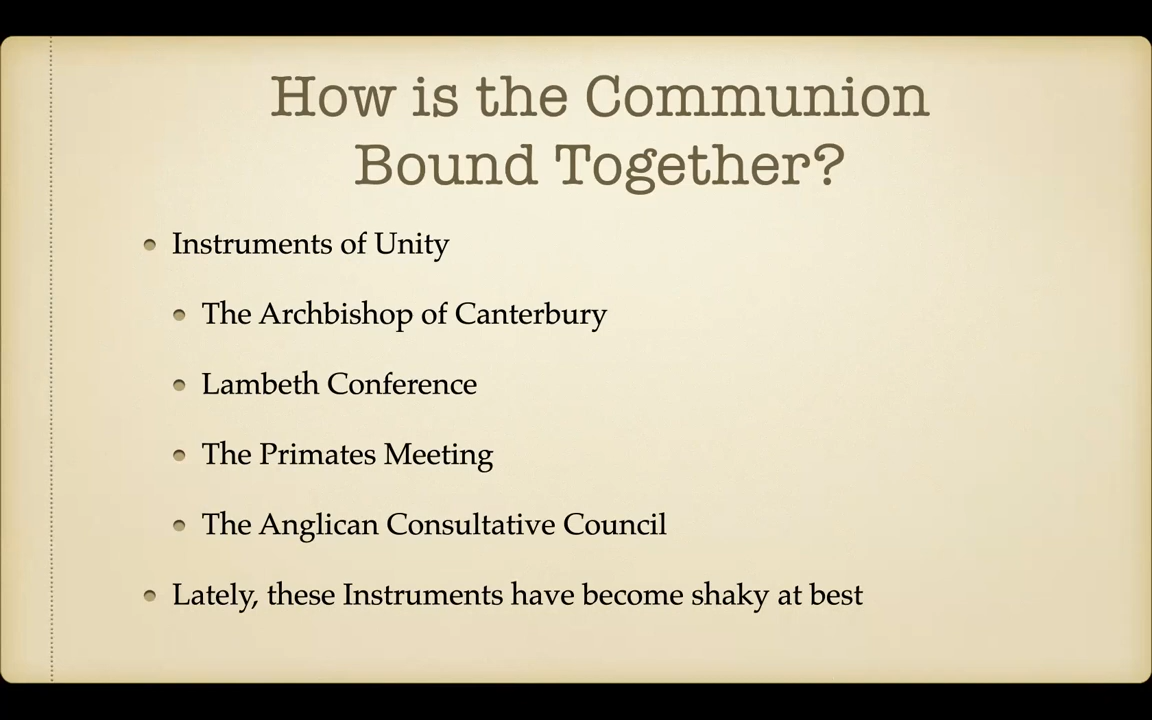 How is the Communion
Bound Together?
Instruments of Unity
The Archbishop of Canterbury
Lambeth Conference
The Primates Meeting
The Anglican Consultative Council
Lately, these Instruments have become shaky at best